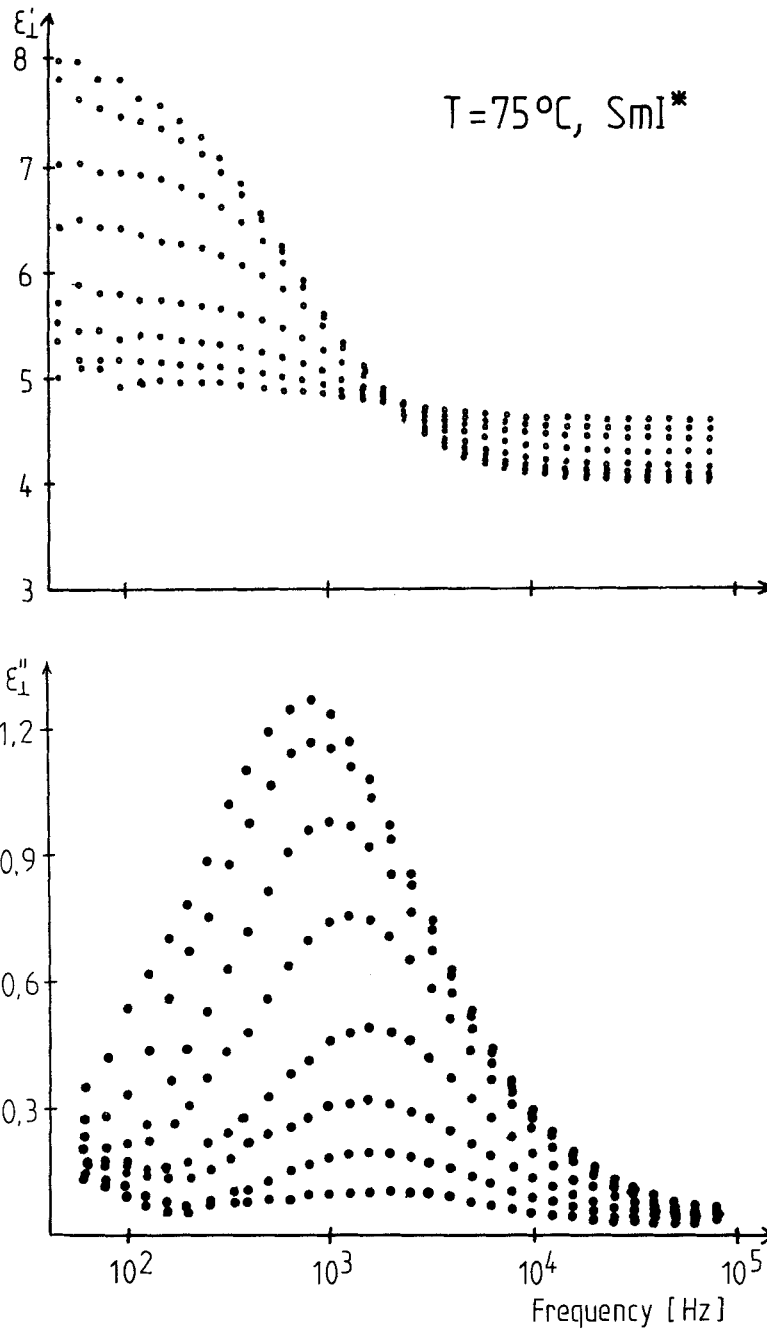 ε'⊥
8
T=75°C, SmI*
7
6
5
4
3
ε"⊥
1,2
0,9
0,6
0,3
10² 10³ 10⁴ 10⁵
Frequency [Hz]